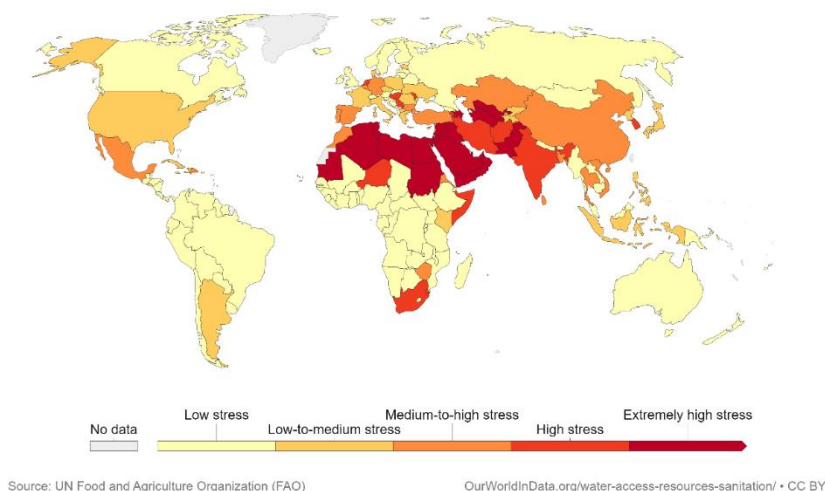 Low stress
Medium-to-high stress
Extremely high stress
No data
Low-to-medium stress
High stress
Source: UN Food and Agriculture Organization (FAO)
OurWorldInData.org/water-access-resources-sanitation/ • CC BY